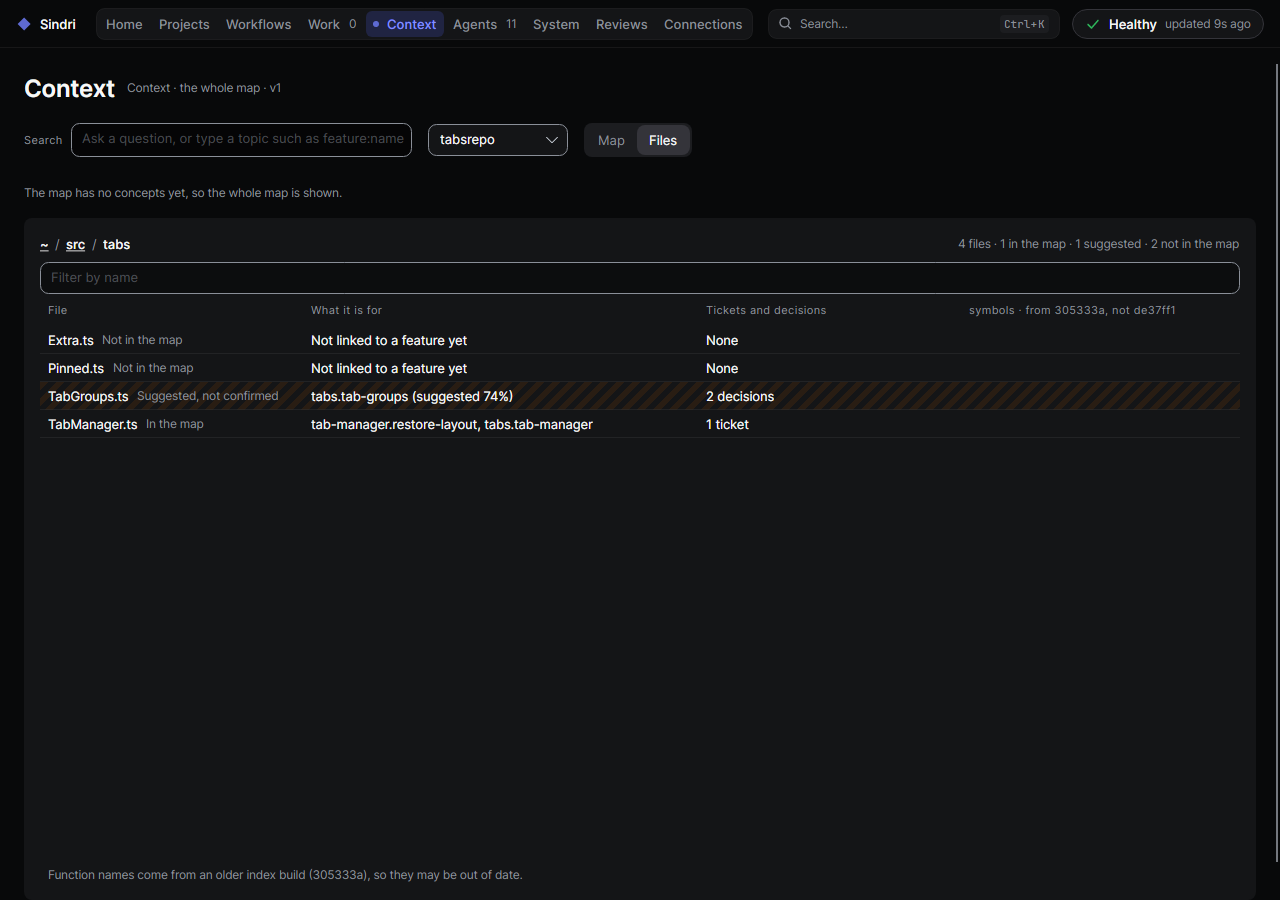 Sindri Home Projects Workflows Work 0 Context Agents 11 System Reviews Connections Search... Ctrl+K Healthy updated 9s ago
Context Context · the whole map · v1
Search Ask a question, or type a topic such as feature:name tabsrepo Map Files
The map has no concepts yet, so the whole map is shown.
~ / src / tabs 4 files · 1 in the map · 1 suggested · 2 not in the map
Filter by name
File What it is for Tickets and decisions symbols · from 305333a, not de37ff1
Extra.ts Not in the map Not linked to a feature yet None
Pinned.ts Not in the map Not linked to a feature yet None
TabGroups.ts Suggested, not confirmed tabs.tab-groups (suggested 74%) 2 decisions
TabManager.ts In the map tab-manager.restore-layout, tabs.tab-manager 1 ticket
Function names come from an older index build (305333a), so they may be out of date.